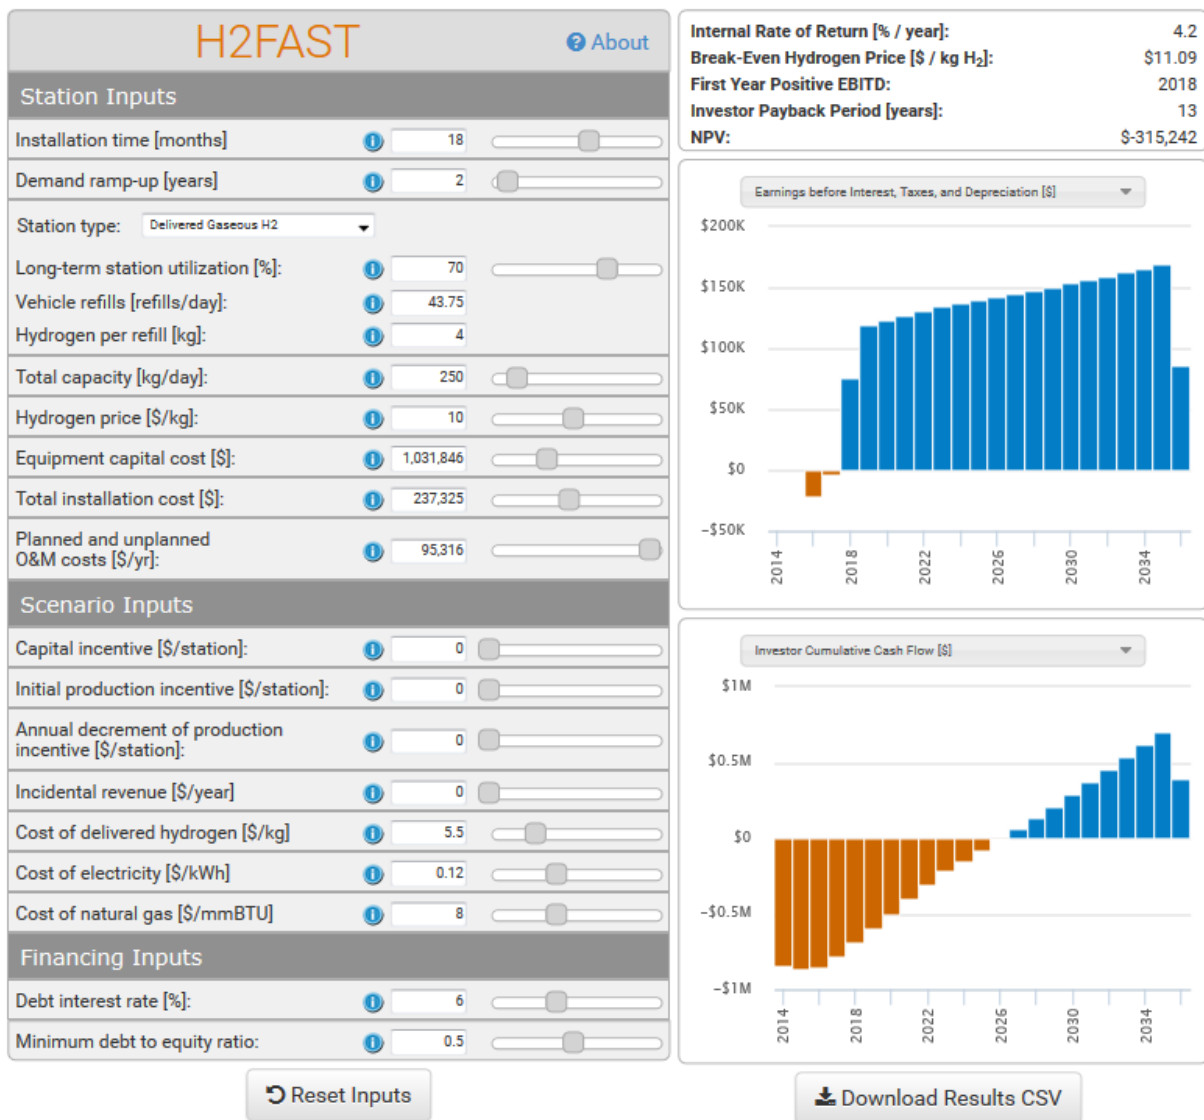 H2FAST
About
Station Inputs
Installation time [months] 18
Demand ramp-up [years] 2
Station type: Delivered Gaseous H2
Long-term station utilization [%]: 70
Vehicle refills [refills/day]: 43.75
Hydrogen per refill [kg]: 4
Total capacity [kg/day]: 250
Hydrogen price [$/kg]: 10
Equipment capital cost [$]: 1,031,846
Total installation cost [$]: 237,325
Planned and unplanned
O&M costs [$/yr]: 95,316
Scenario Inputs
Capital incentive [$/station]: 0
Initial production incentive [$/station]: 0
Annual decrement of production
incentive [$/station]: 0
Incidental revenue [$/year] 0
Cost of delivered hydrogen [$/kg] 5.5
Cost of electricity [$/kWh] 0.12
Cost of natural gas [$/mmBTU] 8
Financing Inputs
Debt interest rate [%]: 6
Minimum debt to equity ratio: 0.5
Reset Inputs
Internal Rate of Return [% / year]: 4.2
Break-Even Hydrogen Price [$ / kg H₂]: $11.09
First Year Positive EBITD: 2018
Investor Payback Period [years]: 13
NPV: $-315,242
Earnings before Interest, Taxes, and Depreciation [$]
$200K
$150K
$100K
$50K
$0
−$50K
2014 2018 2022 2026 2030 2034
Investor Cumulative Cash Flow [$]
$1M
$0.5M
$0
−$0.5M
−$1M
2014 2018 2022 2026 2030 2034
Download Results CSV